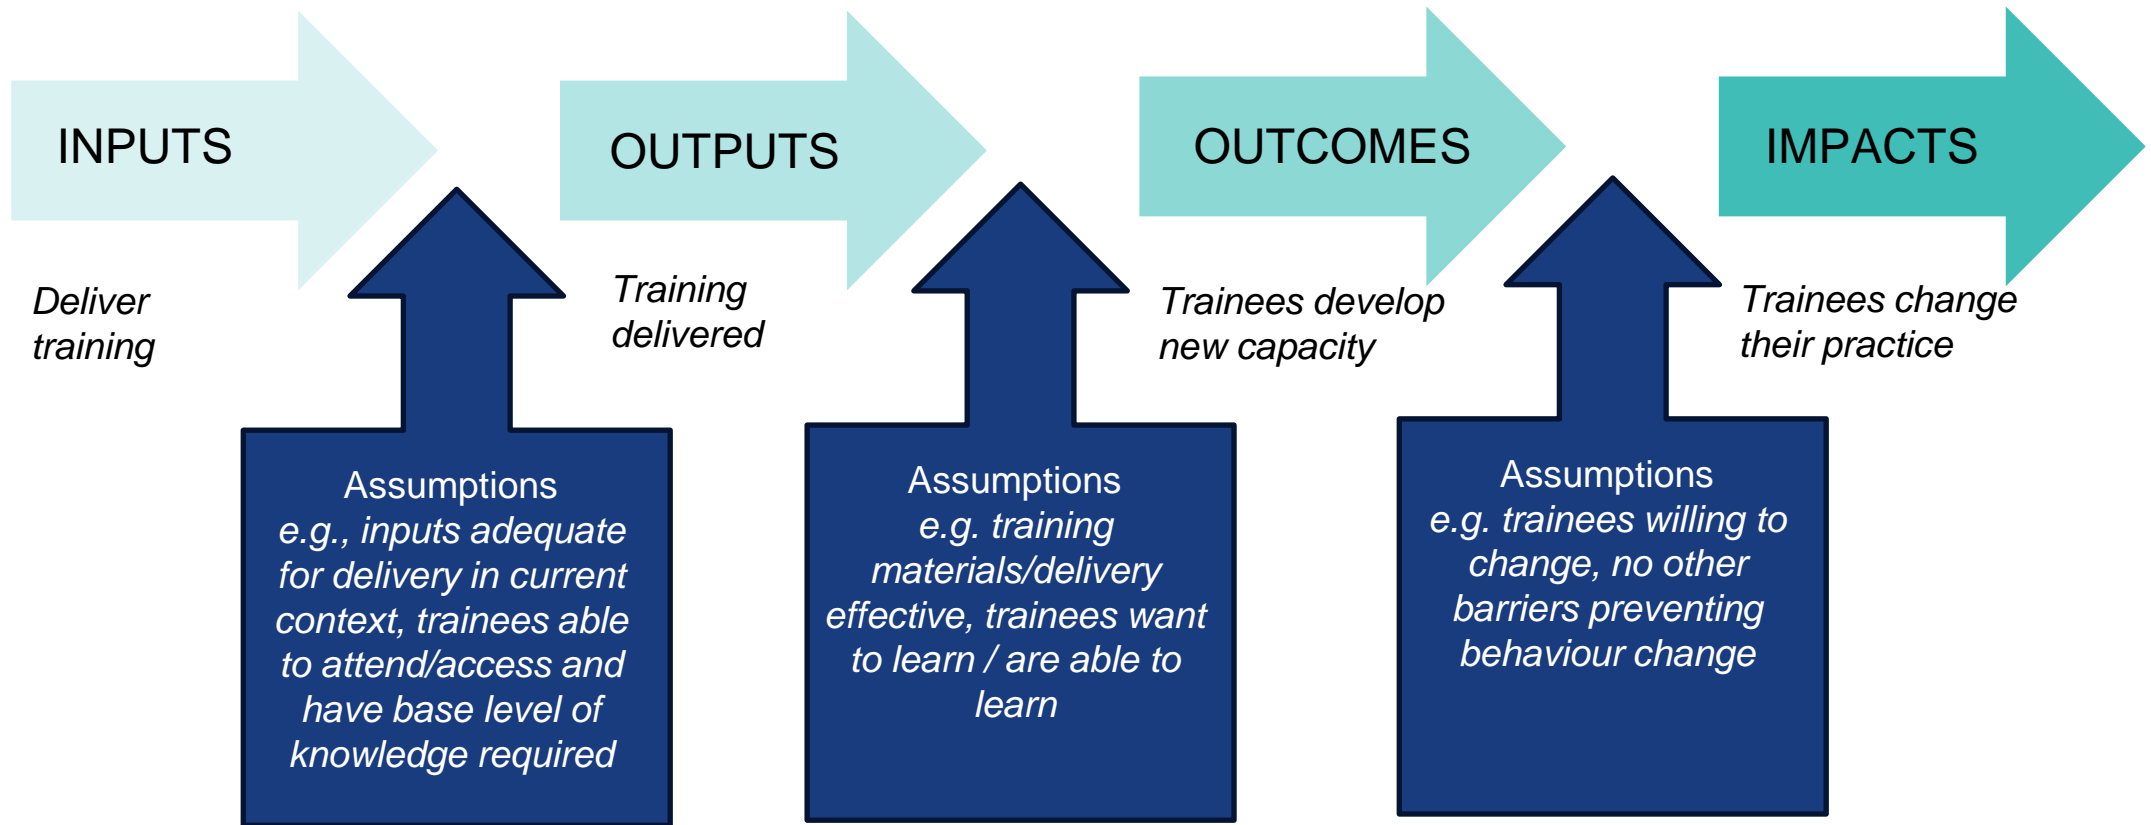 INPUTS
OUTPUTS
OUTCOMES
IMPACTS
Deliver
training
Training
delivered
Trainees develop
new capacity
Trainees change
their practice
Assumptions
e.g., inputs adequate
for delivery in current
context, trainees able
to attend/access and
have base level of
knowledge required
Assumptions
e.g. training
materials/delivery
effective, trainees want
to learn / are able to
learn
Assumptions
e.g. trainees willing to
change, no other
barriers preventing
behaviour change